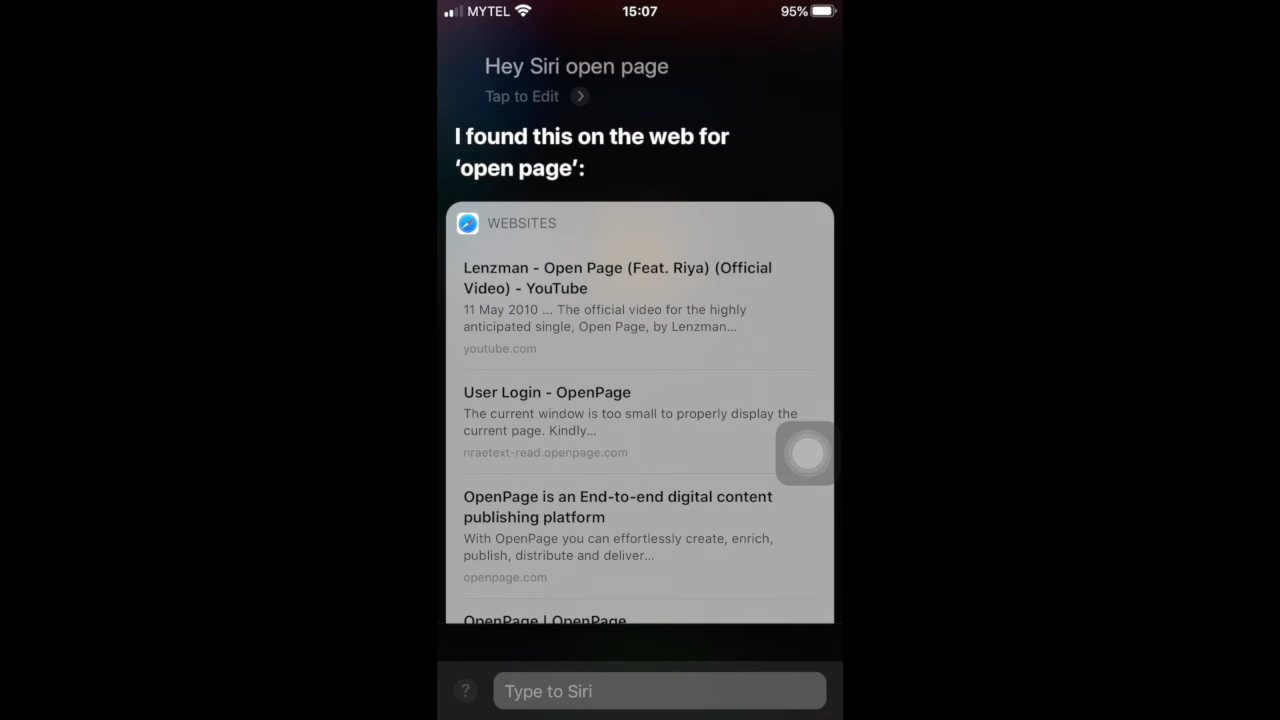 MYTEL
15:07
95%
Hey Siri open page
Tap to Edit
I found this on the web for
‘open page’:
WEBSITES
Lenzman - Open Page (Feat. Riya) (Official
Video) - YouTube
11 May 2010 ... The official video for the highly
anticipated single, Open Page, by Lenzman...
youtube.com
User Login - OpenPage
The current window is too small to properly display the
current page. Kindly...
nraetext-read.openpage.com
OpenPage is an End-to-end digital content
publishing platform
With OpenPage you can effortlessly create, enrich,
publish, distribute and deliver...
openpage.com
OpenPage | OpenPage
?
Type to Siri